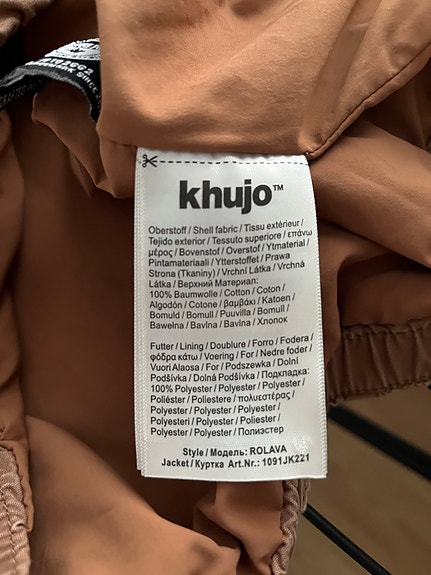 khujo™
Oberstoff / Shell fabric / Tissu extérieur /
Tejido exterior / Tessuto superiore / επάνω
μέρος / Bovenstof / Overstof / Ytmaterial /
Pintamateriaali / Ytterstoffet / Prawa
Strona (Tkaniny) / Vrchní Látka / Vrchná
Látka / Верхний Материал:
100% Baumwolle / Cotton / Coton /
Algodón / Cotone / βαμβάκι / Katoen /
Bomuld / Bomull / Puuvilla / Bomull /
Bawełna / Bavlna / Bavlna / Хлопок
Futter / Lining / Doublure / Forro / Fodera /
φόδρα κάτω / Voering / For / Nedre foder /
Vuori Alaosa / For / Podszewka / Dolní
Podšívka / Dolná Podšívka / Подкладка:
100% Polyester / Polyester / Polyester /
Poliéster / Poliestere / πολυεστέρας /
Polyester / Polyester / Polyester /
Polyesteri / Polyester / Poliester /
Polyester / Polyester / Полиэстер
Style / Модель: ROLAVA
Jacket / Куртка Art.Nr.: 1091JK221